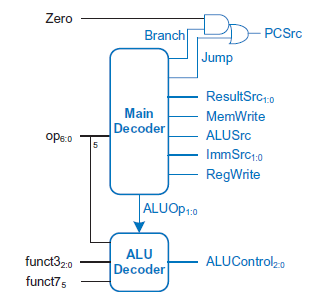 Zero
Branch
PCSrc
Jump
ResultSrc1:0
Main Decoder
MemWrite
op6:0
5
ALUSrc
ImmSrc1:0
RegWrite
ALUOp1:0
ALU Decoder
funct32:0
ALUControl2:0
funct75